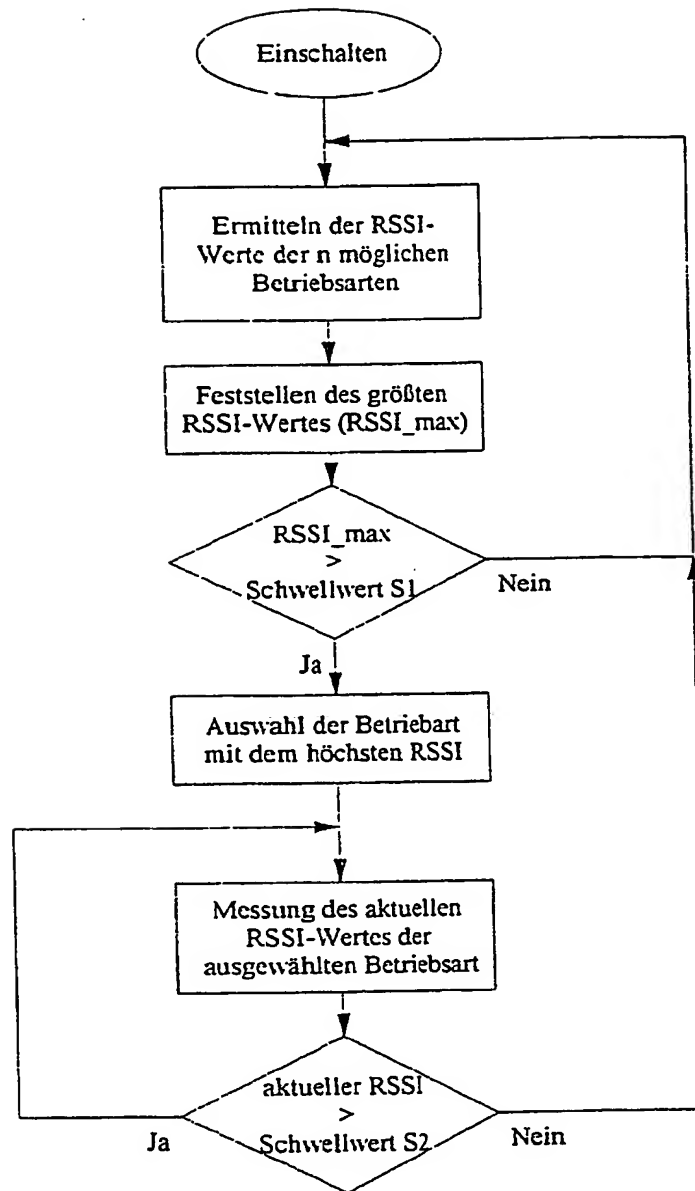 Einschalten
Ermitteln der RSSI-
Werte der n möglichen
Betriebsarten
Feststellen des größten
RSSI-Wertes (RSSI_max)
RSSI_max
>
Schwellwert S1
Nein
Ja
Auswahl der Betriebart
mit dem höchsten RSSI
Messung des aktuellen
RSSI-Wertes der
ausgewählten Betriebsart
aktueller RSSI
>
Schwellwert S2
Ja
Nein